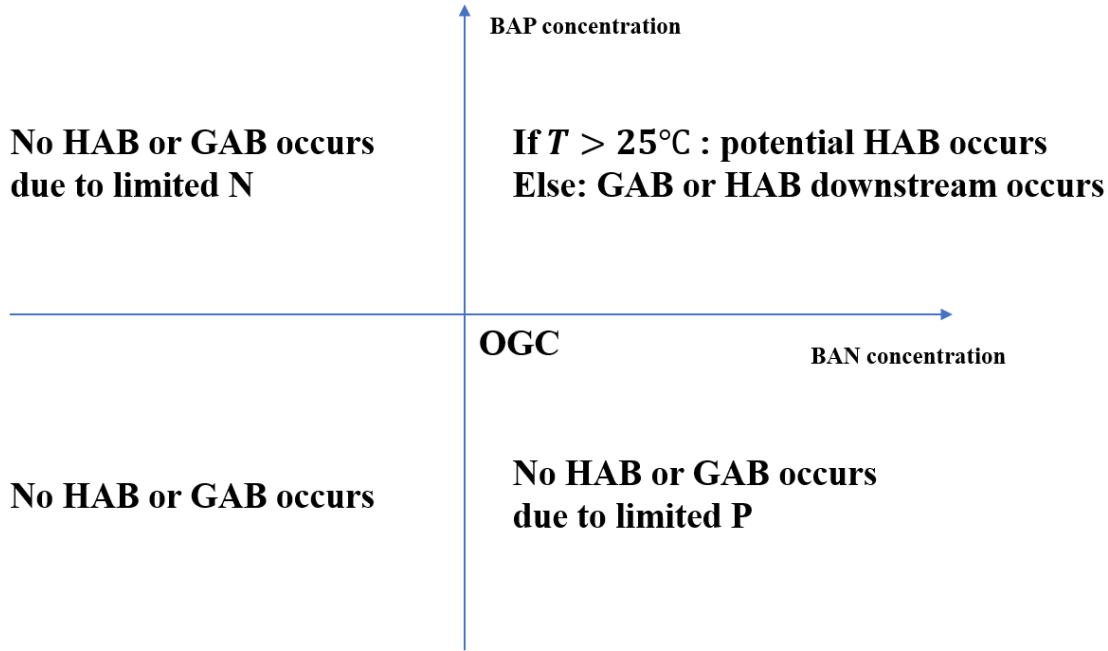 BAP concentration
No HAB or GAB occurs
due to limited N
If T > 25℃ : potential HAB occurs
Else: GAB or HAB downstream occurs
OGC
BAN concentration
No HAB or GAB occurs
No HAB or GAB occurs
due to limited P